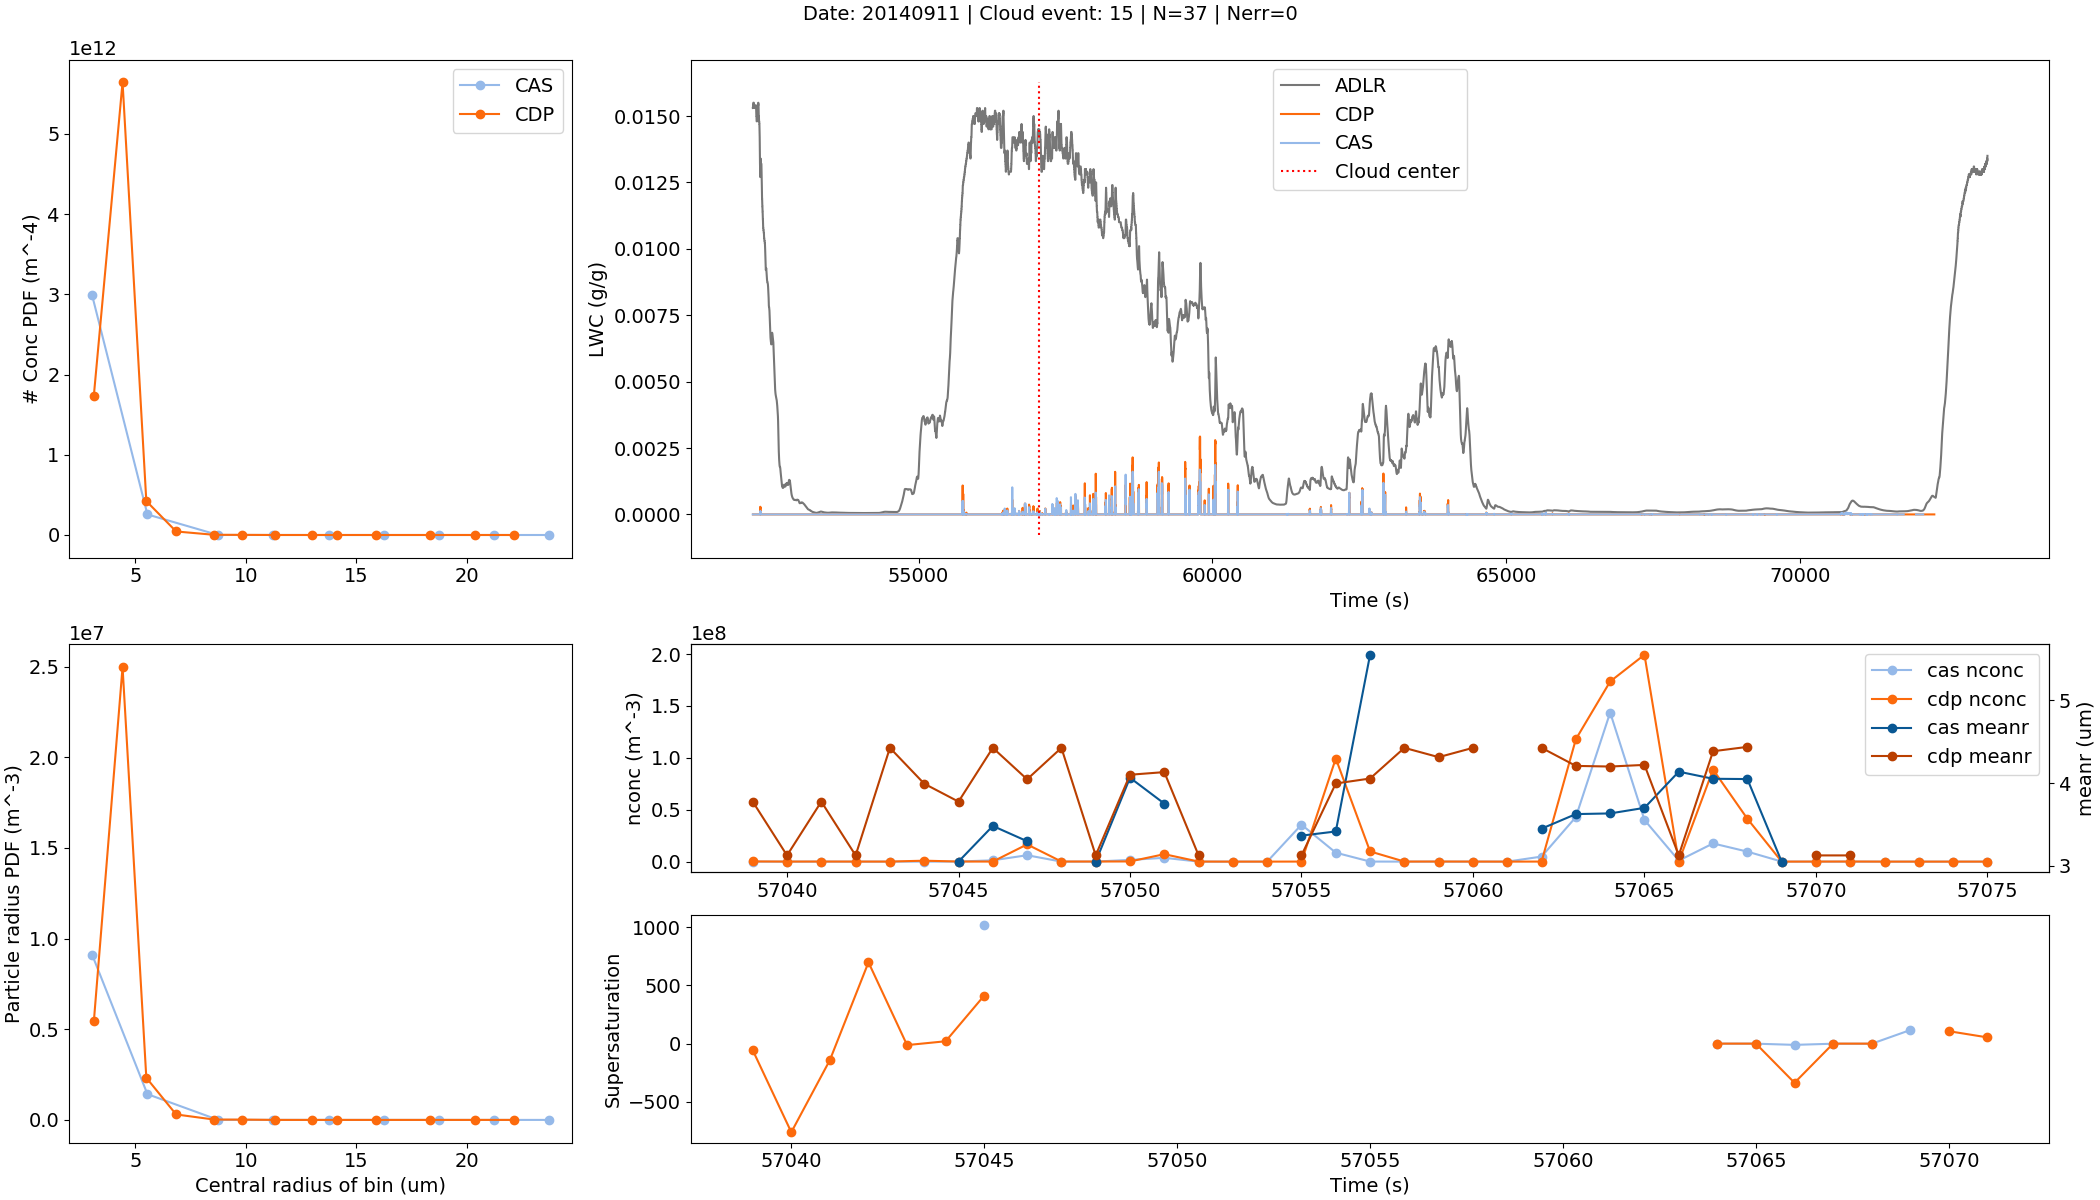 Date: 20140911 | Cloud event: 15 | N=37 | Nerr=0
1e12
# Conc PDF (m^-4)
5
4
3
2
1
0
5 10 15 20
CAS
CDP
LWC (g/g)
0.0150
0.0125
0.0100
0.0075
0.0050
0.0025
0.0000
55000 60000 65000 70000
Time (s)
ADLR
CDP
CAS
Cloud center
1e7
Particle radius PDF (m^-3)
2.5
2.0
1.5
1.0
0.5
0.0
5 10 15 20
Central radius of bin (um)
1e8
nconc (m^-3)
2.0
1.5
1.0
0.5
0.0
57040 57045 57050 57055 57060 57065 57070 57075
cas nconc
cdp nconc
cas meanr
cdp meanr
5
4
3
meanr (um)
Supersaturation
1000
500
0
−500
57040 57045 57050 57055 57060 57065 57070
Time (s)